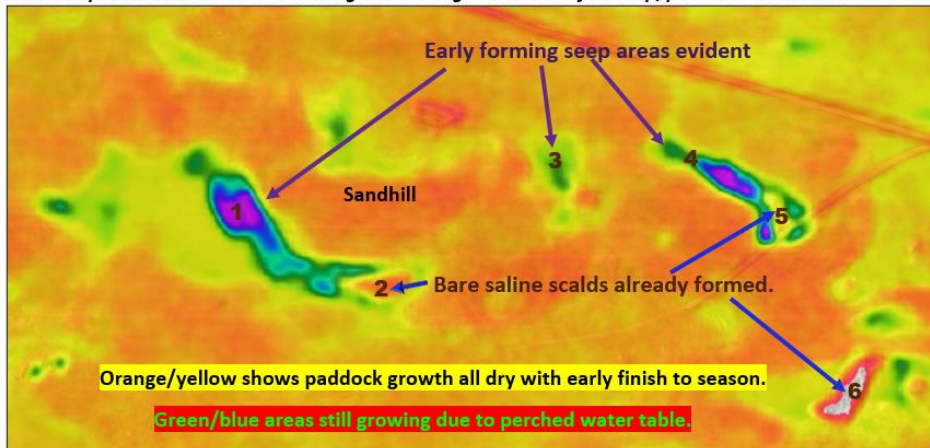 Early forming seep areas evident
3
4
1
Sandhill
5
2
Bare saline scalds already formed.
Orange/yellow shows paddock growth all dry with early finish to season.
6
Green/blue areas still growing due to perched water table.